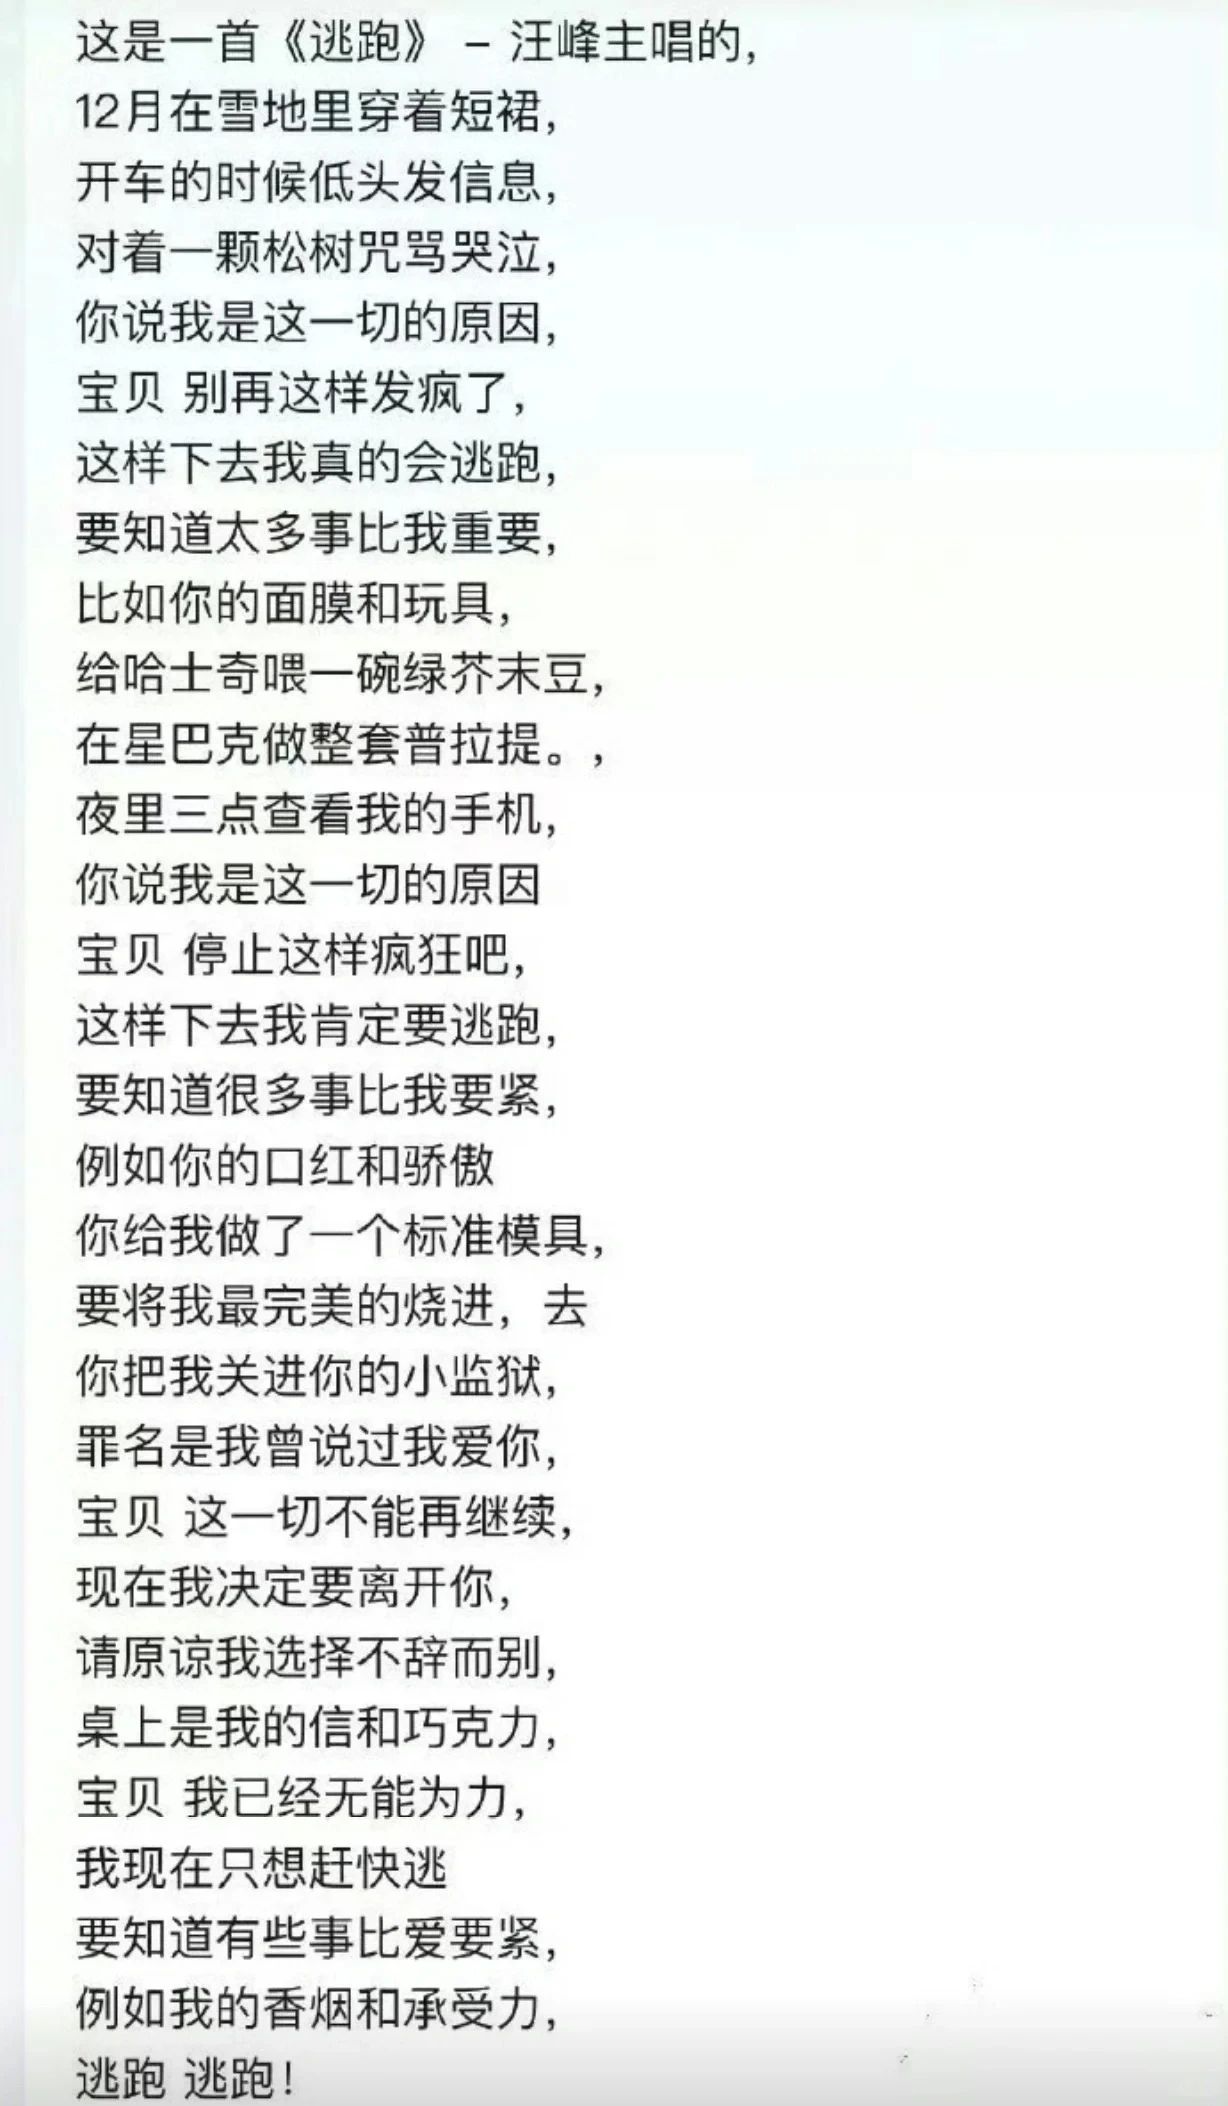 这是一首《逃跑》 – 汪峰主唱的，
12月在雪地里穿着短裙，
开车的时候低头发信息，
对着一颗松树咒骂哭泣，
你说我是这一切的原因，
宝贝 别再这样发疯了，
这样下去我真的会逃跑，
要知道太多事比我重要，
比如你的面膜和玩具，
给哈士奇喂一碗绿芥末豆，
在星巴克做整套普拉提。，
夜里三点查看我的手机，
你说我是这一切的原因
宝贝 停止这样疯狂吧，
这样下去我肯定要逃跑，
要知道很多事比我要紧，
例如你的口红和骄傲
你给我做了一个标准模具，
要将我最完美的烧进，去
你把我关进你的小监狱，
罪名是我曾说过我爱你，
宝贝 这一切不能再继续，
现在我决定要离开你，
请原谅我选择不辞而别，
桌上是我的信和巧克力，
宝贝 我已经无能为力，
我现在只想赶快逃
要知道有些事比爱要紧，
例如我的香烟和承受力，
逃跑 逃跑！